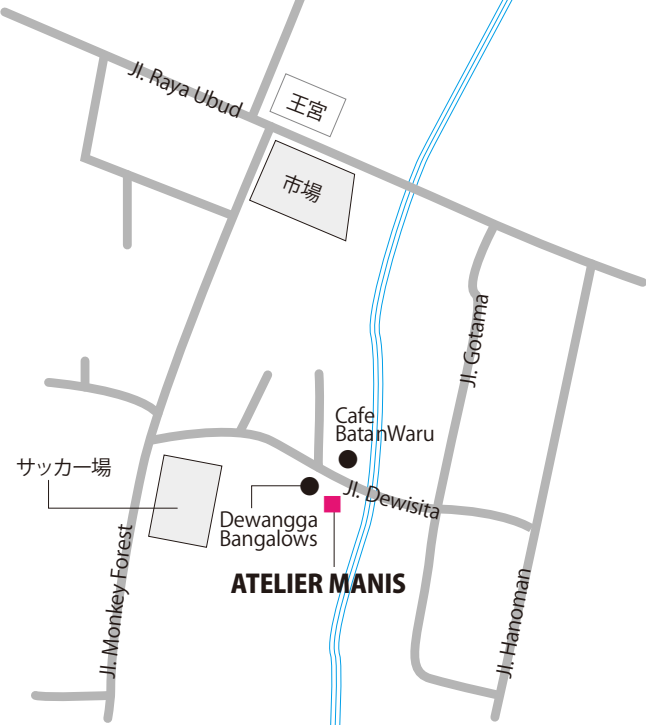 Jl. Raya Ubud
王宮
市場
Jl. Gotama
Cafe
BatanWaru
サッカー場
Jl. Dewisita
Dewangga
Bangalows
Jl. Monkey Forest
ATELIER MANIS
Jl. Hanoman